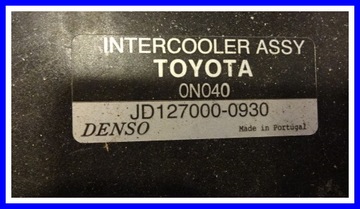 INTERCOOLER ASSY
TOYOTA
0N040
JD127000-0930
DENSO Made in Portugal